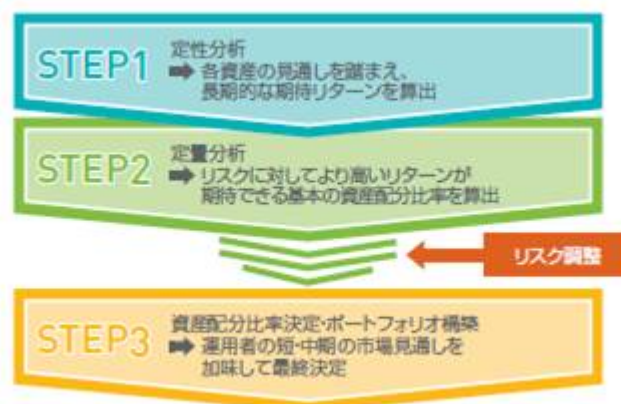 STEP1
定性分析
➡ 各資産の見通しを踏まえ、
長期的な期待リターンを算出
STEP2
定量分析
➡ リスクに対してより高いリターンが
期待できる基本の資産配分比率を算出
リスク調整
STEP3
資産配分比率決定・ポートフォリオ構築
➡ 運用者の短・中期の市場見通しを
加味して最終決定